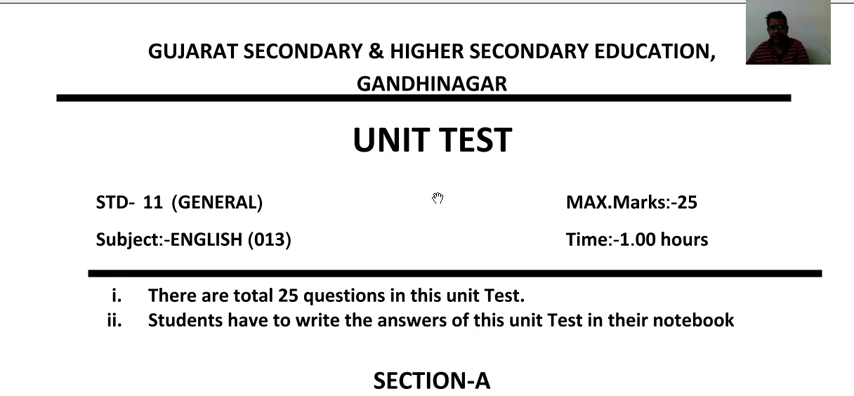 GUJARAT SECONDARY & HIGHER SECONDARY EDUCATION,
GANDHINAGAR
UNIT TEST
STD- 11 (GENERAL)
MAX.Marks:-25
Subject:-ENGLISH (013)
Time:-1.00 hours
i. There are total 25 questions in this unit Test.
ii. Students have to write the answers of this unit Test in their notebook
SECTION-A